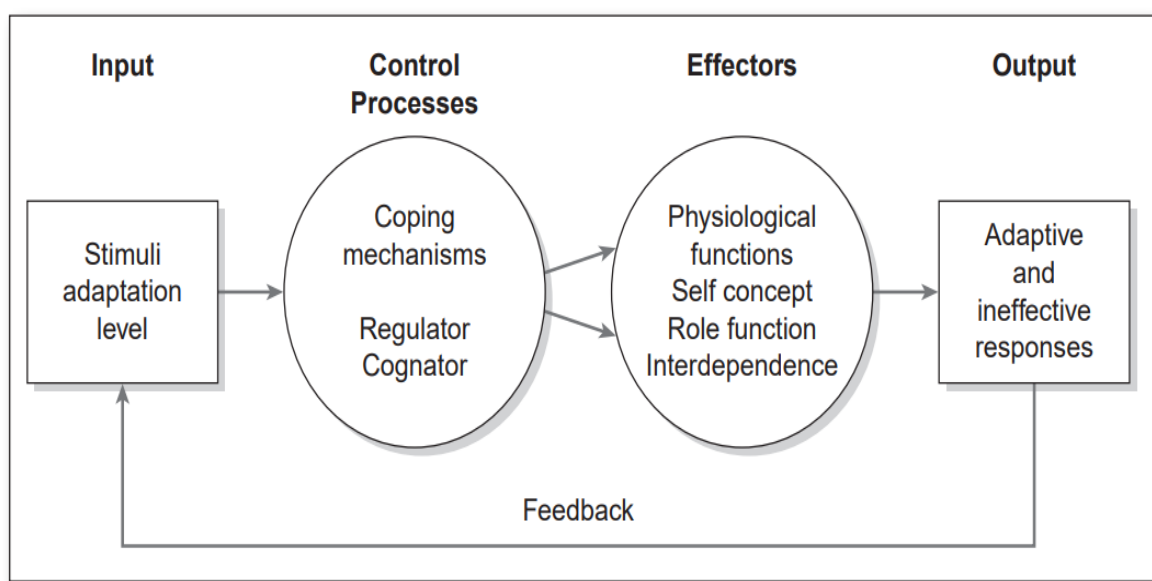 Input
Control
Processes
Effectors
Output
Stimuli
adaptation
level
Coping
mechanisms
Regulator
Cognator
Physiological
functions
Self concept
Role function
Interdependence
Adaptive
and
ineffective
responses
Feedback